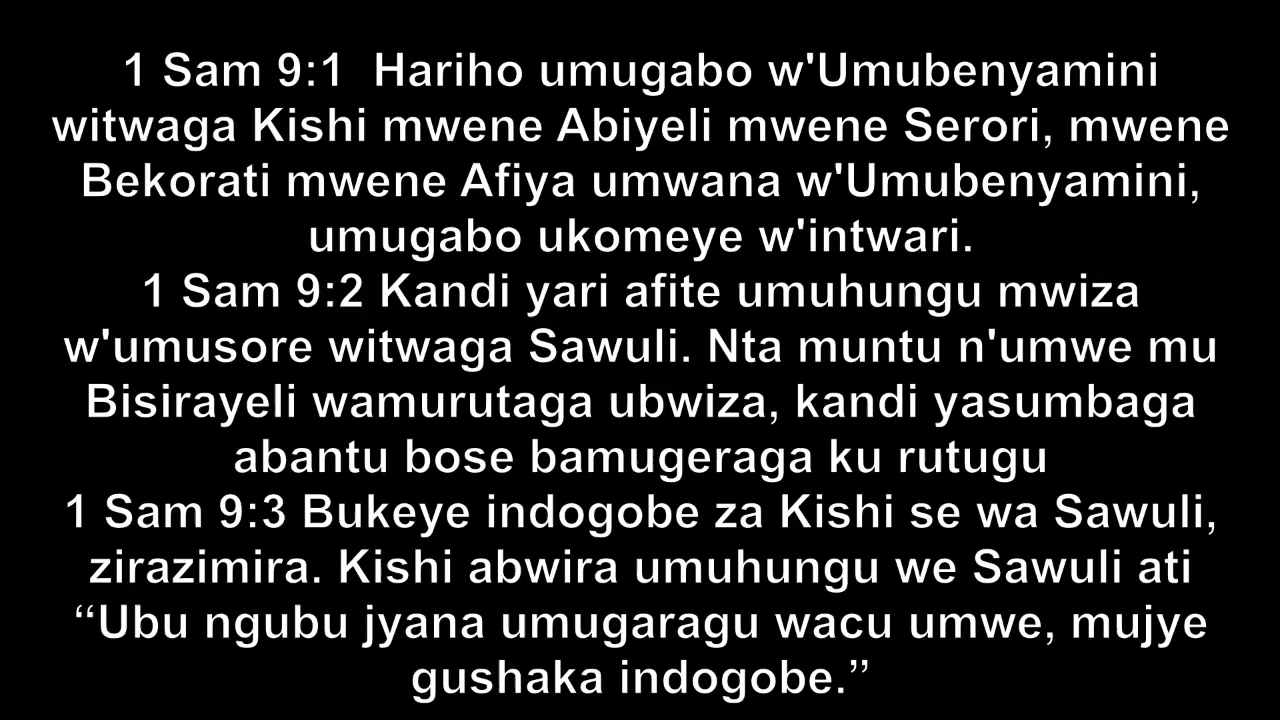 1 Sam 9:1  Hariho umugabo w'Umubenyamini
witwaga Kishi mwene Abiyeli mwene Serori, mwene
Bekorati mwene Afiya umwana w'Umubenyamini,
umugabo ukomeye w'intwari.
1 Sam 9:2 Kandi yari afite umuhungu mwiza
w'umusore witwaga Sawuli. Nta muntu n'umwe mu
Bisirayeli wamurutaga ubwiza, kandi yasumbaga
abantu bose bamugeraga ku rutugu
1 Sam 9:3 Bukeye indogobe za Kishi se wa Sawuli,
zirazimira. Kishi abwira umuhungu we Sawuli ati
“Ubu ngubu jyana umugaragu wacu umwe, mujye
gushaka indogobe.”